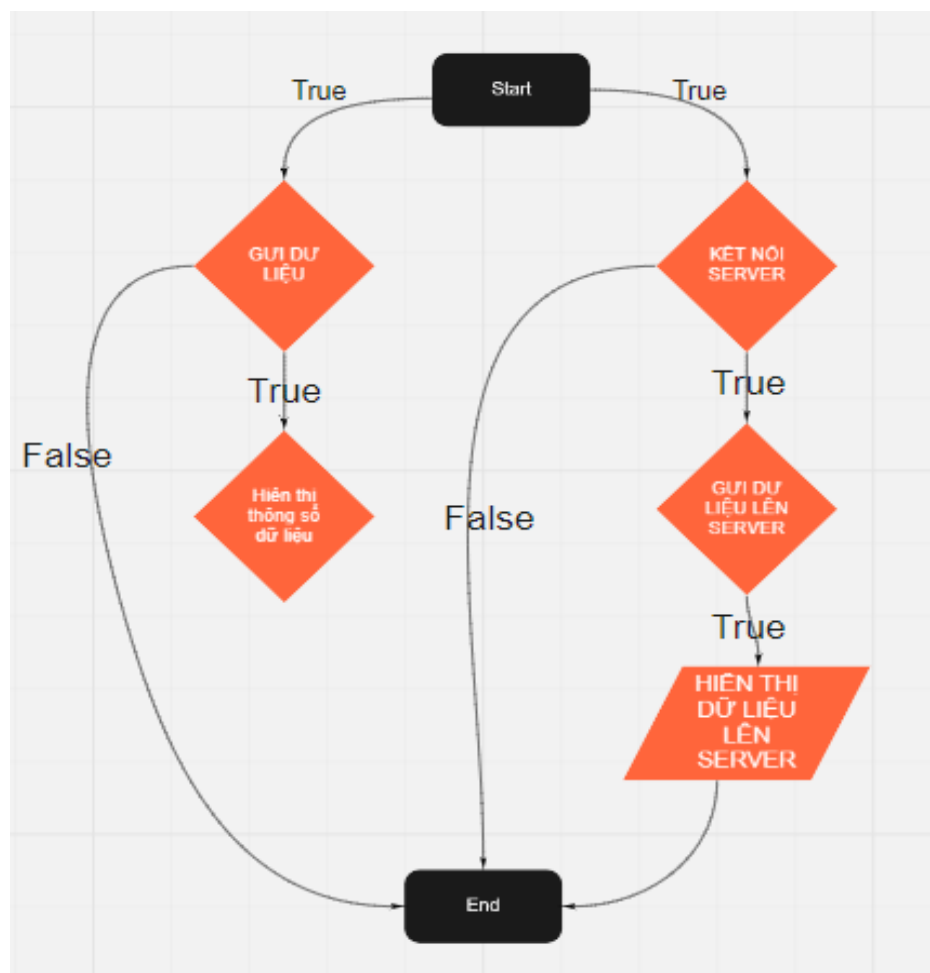 Start
True
True
GỬI DỮ
LIỆU
KẾT NỐI
SERVER
True
True
False
Hiển thị
thông số
dữ liệu
GỬI DỮ
LIỆU LÊN
SERVER
False
True
HIỂN THỊ
DỮ LIỆU
LÊN
SERVER
End